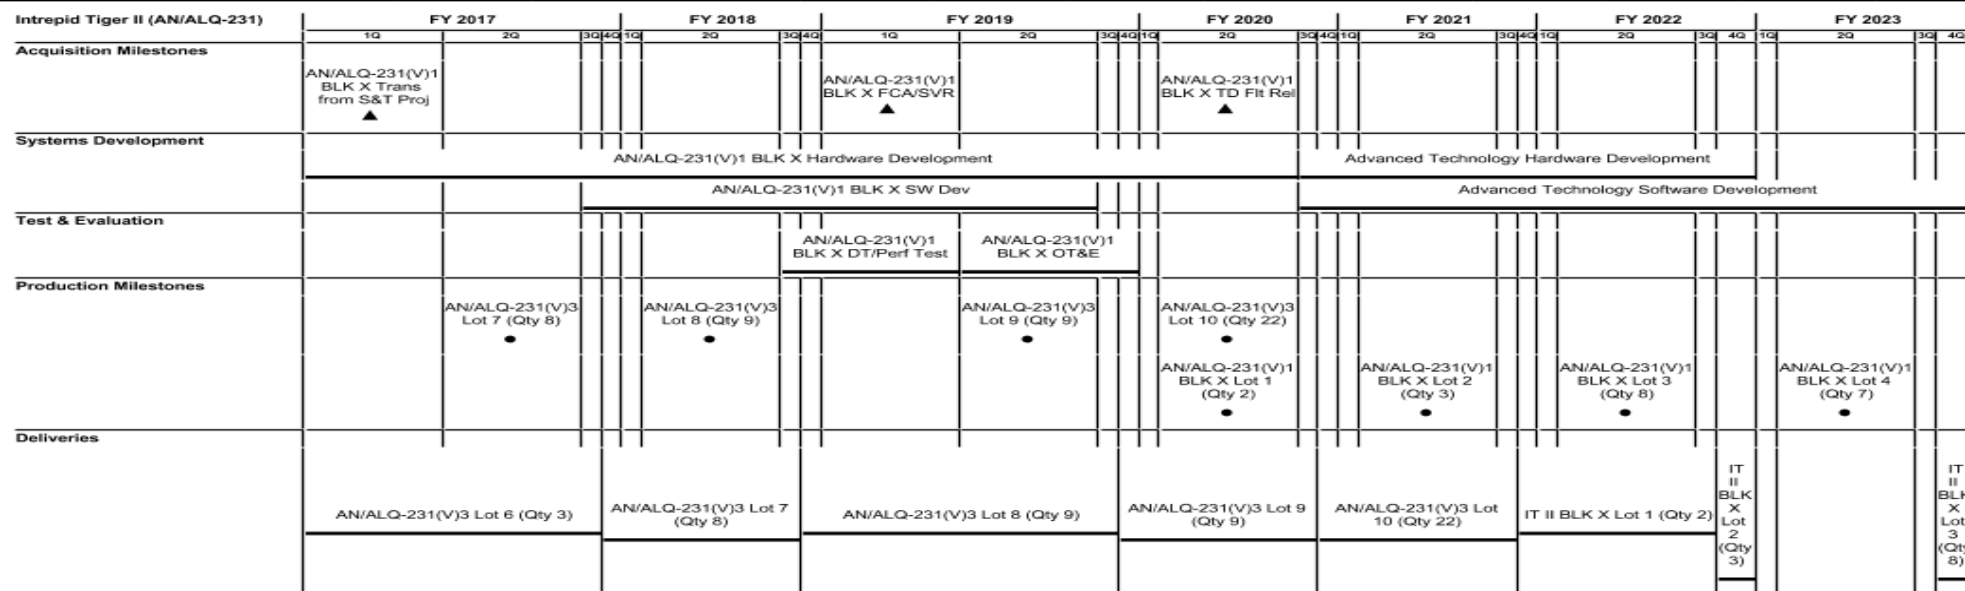 Intrepid Tiger II (AN/ALQ-231)
FY 2017
FY 2018
FY 2019
FY 2020
FY 2021
FY 2022
FY 2023
1Q 2Q 3Q 4Q 1Q 2Q 3Q 4Q 1Q 2Q 3Q 4Q 1Q 2Q 3Q 4Q 1Q 2Q 3Q 4Q 1Q 2Q 3Q 4Q 1Q 2Q 3Q 4Q
Acquisition Milestones
AN/ALQ-231(V)1
BLK X Trans
from S&T Proj
AN/ALQ-231(V)1
BLK X FCA/SVR
AN/ALQ-231(V)1
BLK X TD Flt Rel
Systems Development
AN/ALQ-231(V)1 BLK X Hardware Development
Advanced Technology Hardware Development
AN/ALQ-231(V)1 BLK X SW Dev
Advanced Technology Software Development
Test & Evaluation
AN/ALQ-231(V)1
BLK X DT/Perf Test
AN/ALQ-231(V)1
BLK X OT&E
Production Milestones
AN/ALQ-231(V)3
Lot 7 (Qty 8)
AN/ALQ-231(V)3
Lot 8 (Qty 9)
AN/ALQ-231(V)3
Lot 9 (Qty 9)
AN/ALQ-231(V)3
Lot 10 (Qty 22)
AN/ALQ-231(V)1
BLK X Lot 1
(Qty 2)
AN/ALQ-231(V)1
BLK X Lot 2
(Qty 3)
AN/ALQ-231(V)1
BLK X Lot 3
(Qty 8)
AN/ALQ-231(V)1
BLK X Lot 4
(Qty 7)
Deliveries
AN/ALQ-231(V)3 Lot 6 (Qty 3)
AN/ALQ-231(V)3 Lot 7
(Qty 8)
AN/ALQ-231(V)3 Lot 8 (Qty 9)
AN/ALQ-231(V)3 Lot 9
(Qty 9)
AN/ALQ-231(V)3 Lot
10 (Qty 22)
IT II BLK X Lot 1 (Qty 2)
IT
II
BLK
X
Lot
2
(Qty
3)
IT
II
BLK
X
Lot
3
(Qty
8)